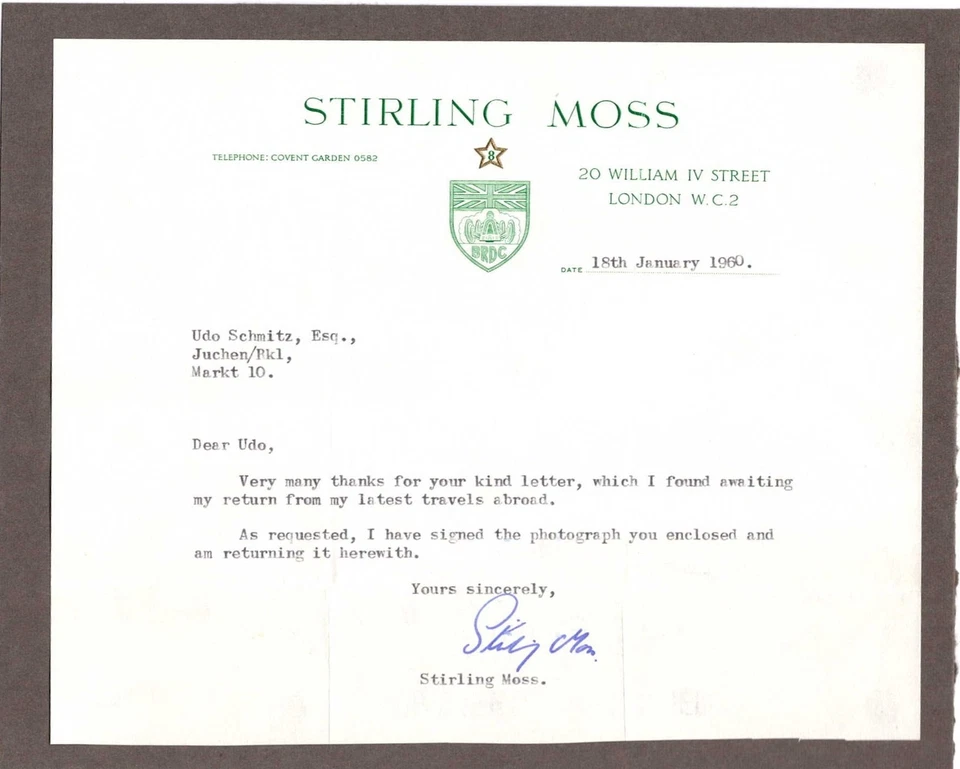 STIRLING MOSS
TELEPHONE: COVENT GARDEN 0582
8
20 WILLIAM IV STREET
LONDON W.C.2
BRDC
DATE 18th January 1960.
Udo Schmitz, Esq.,
Juchen/Bkl,
Markt 10.
Dear Udo,
Very many thanks for your kind letter, which I found awaiting
my return from my latest travels abroad.
As requested, I have signed the photograph you enclosed and
am returning it herewith.
Yours sincerely,
Stirling Moss
Stirling Moss.